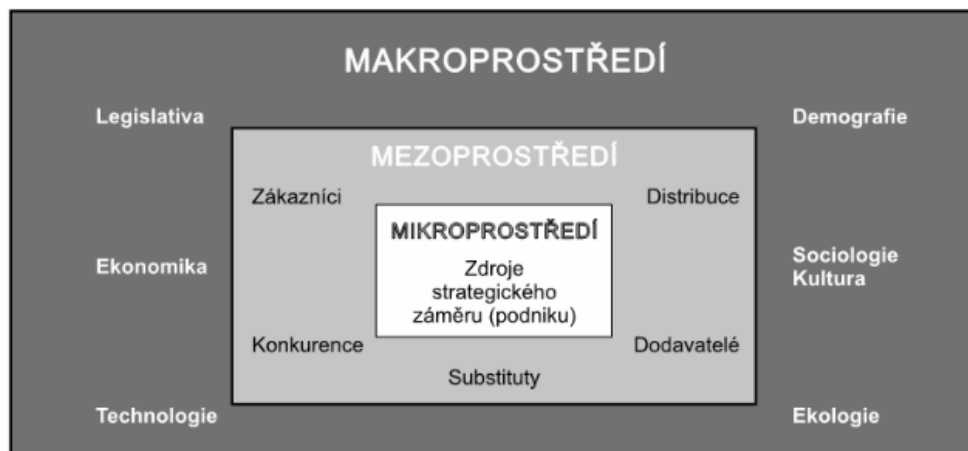 MAKROPROSTŘEDÍ
Legislativa
Demografie
MEZOPROSTŘEDÍ
Zákazníci
Distribuce
MIKROPROSTŘEDÍ
Zdroje
strategického
záměru (podniku)
Ekonomika
Sociologie
Kultura
Konkurence
Dodavatelé
Substituty
Technologie
Ekologie